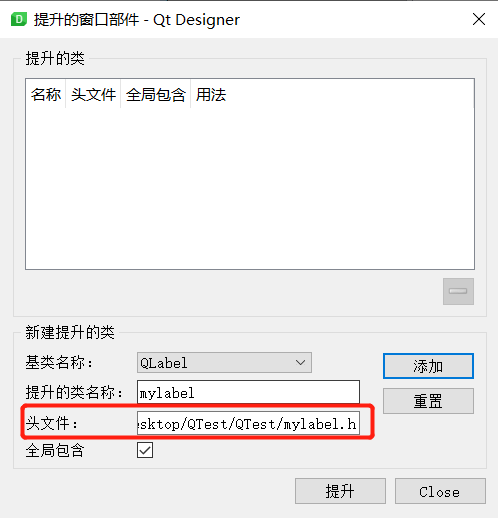 提升的窗口部件 - Qt Designer
提升的类
名称 头文件 全局包含 用法
新建提升的类
基类名称： QLabel
添加
提升的类名称： mylabel
重置
头文件： esktop/QTest/QTest/mylabel.h
全局包含
提升 Close